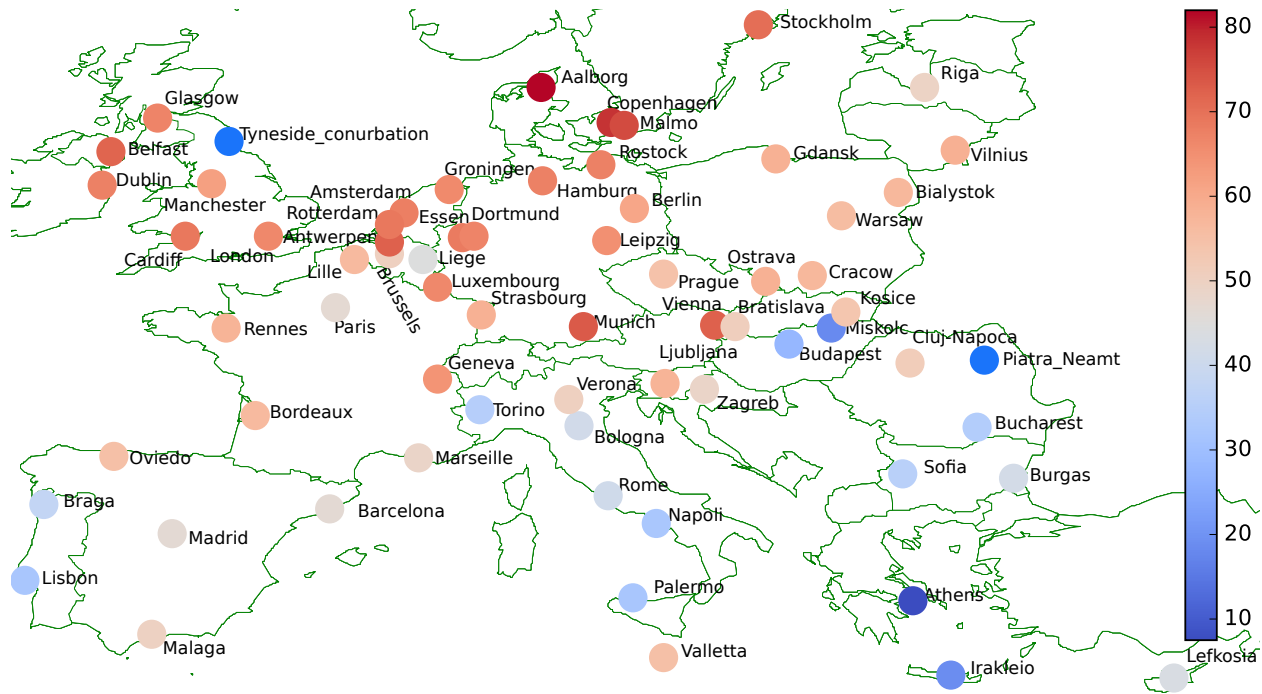 Stockholm
80
Aalborg
Riga
Glasgow
Copenhagen
Malmo
Tyneside_conurbation
70
Belfast
Rostock
Gdansk
Vilnius
Groningen
Dublin
Hamburg
Amsterdam
Bialystok
Manchester
Berlin
60
Rotterdam
Essen
Dortmund
Warsaw
Antwerpen
Leipzig
Cardiff
London
Liege
Ostrava
Lille
Cracow
Luxembourg
Prague
50
Brussels
Strasbourg
Kosice
Vienna
Bratislava
Paris
Rennes
Munich
Miskolc
Cluj-Napoca
Ljubljana
Budapest
Piatra_Neamt
Geneva
40
Verona
Zagreb
Bordeaux
Torino
Bucharest
Bologna
30
Oviedo
Marseille
Sofia
Burgas
Rome
Braga
Barcelona
Napoli
20
Madrid
Lisbon
Palermo
Athens
10
Malaga
Valletta
Lefkosia
Irakleio